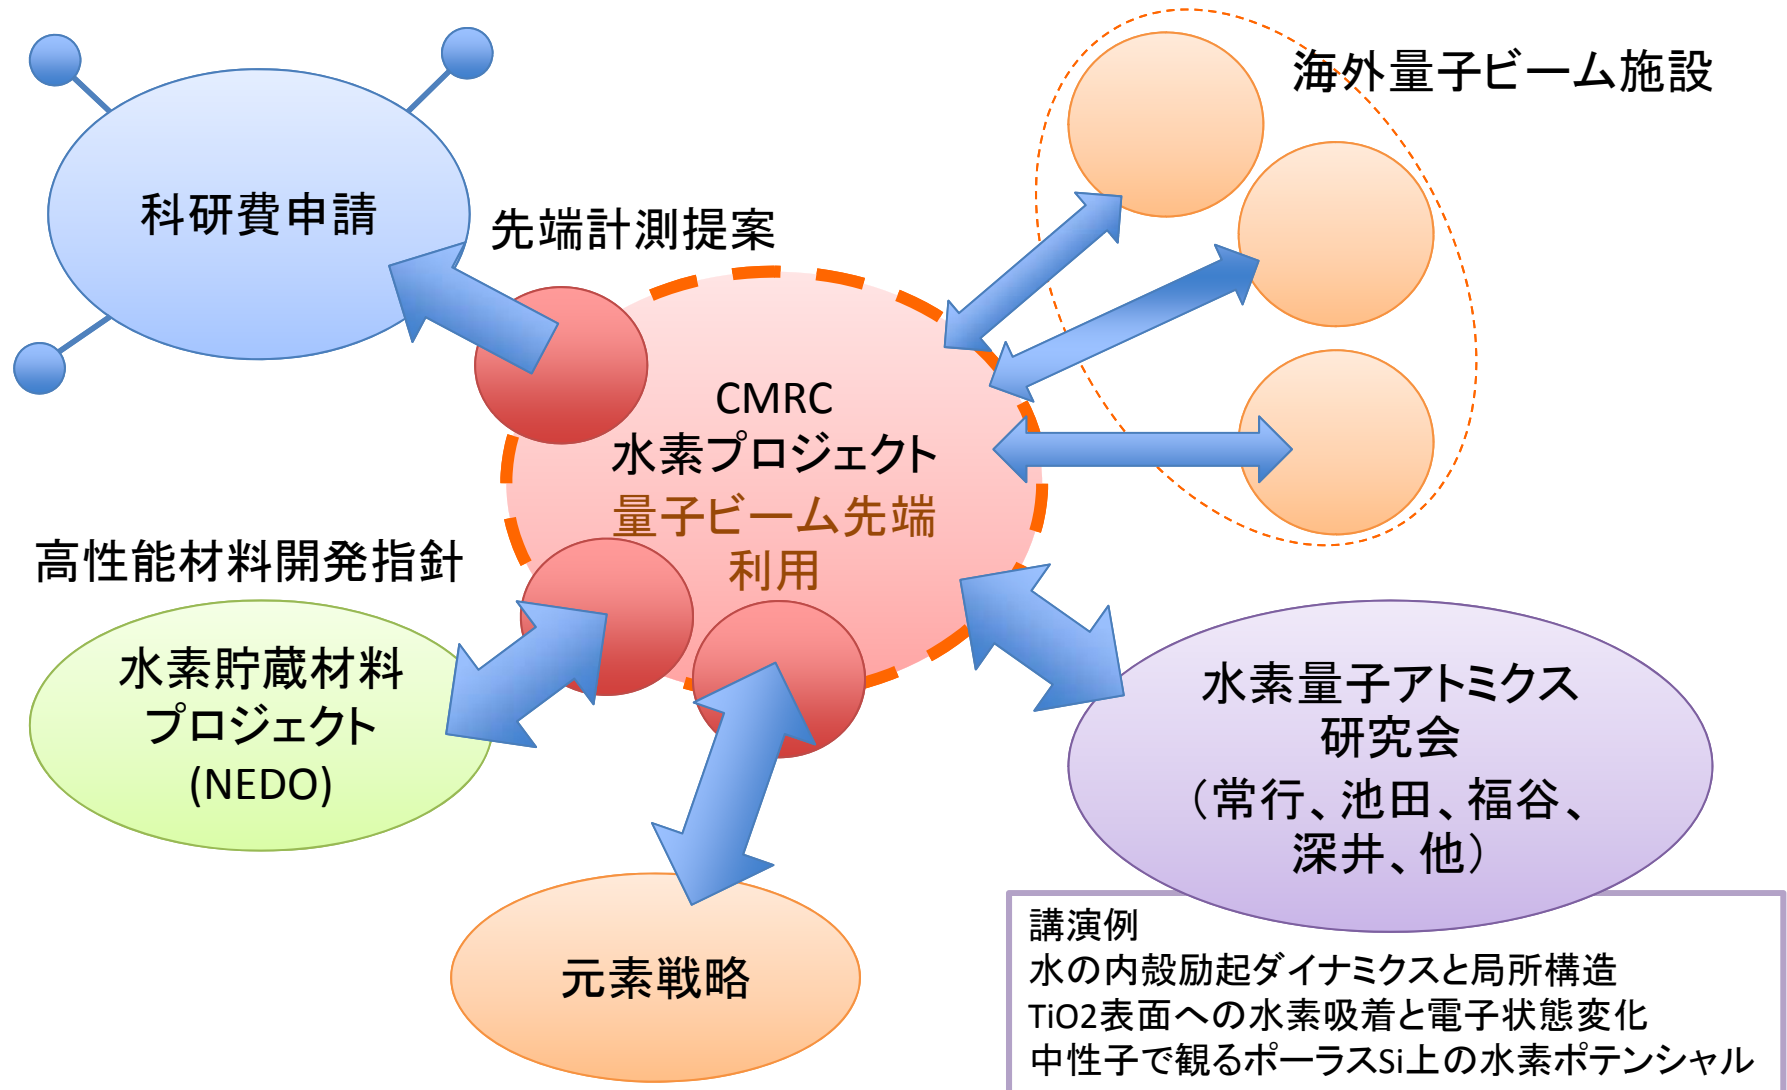 海外量子ビーム施設
科研費申請
先端計測提案
CMRC
水素プロジェクト
量子ビーム先端
利用
高性能材料開発指針
水素貯蔵材料
プロジェクト
(NEDO)
水素量子アトミクス
研究会
（常行、池田、福谷、
深井、他）
元素戦略
講演例
水の内殻励起ダイナミクスと局所構造
TiO2表面への水素吸着と電子状態変化
中性子で観るポーラスSi上の水素ポテンシャル